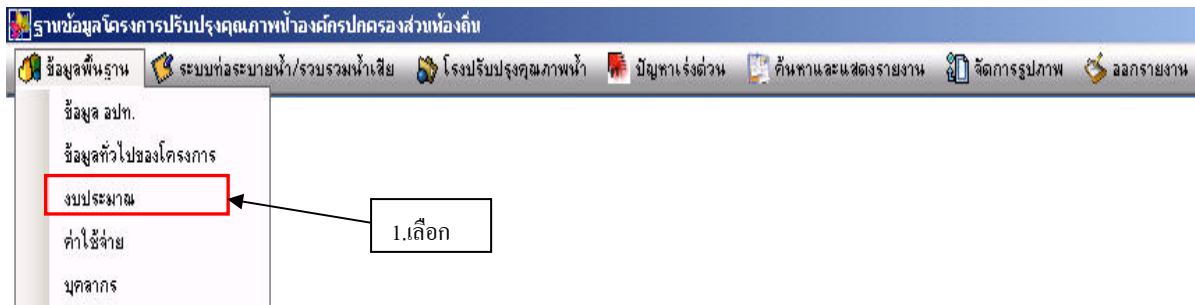 ฐานข้อมูลโครงการปรับปรุงคุณภาพน้ำองค์กรปกครองส่วนท้องถิ่น
ข้อมูลพื้นฐาน ระบบท่อระบายน้ำ/รวบรวมน้ำเสีย โรงปรับปรุงคุณภาพน้ำ ปัญหาเร่งด่วน ค้นหาและแสดงรายงาน จัดการรูปภาพ ออกรายงาน
ข้อมูล อปท.
ข้อมูลทั่วไปของโครงการ
งบประมาณ
1.เลือก
ค่าใช้จ่าย
บุคลากร